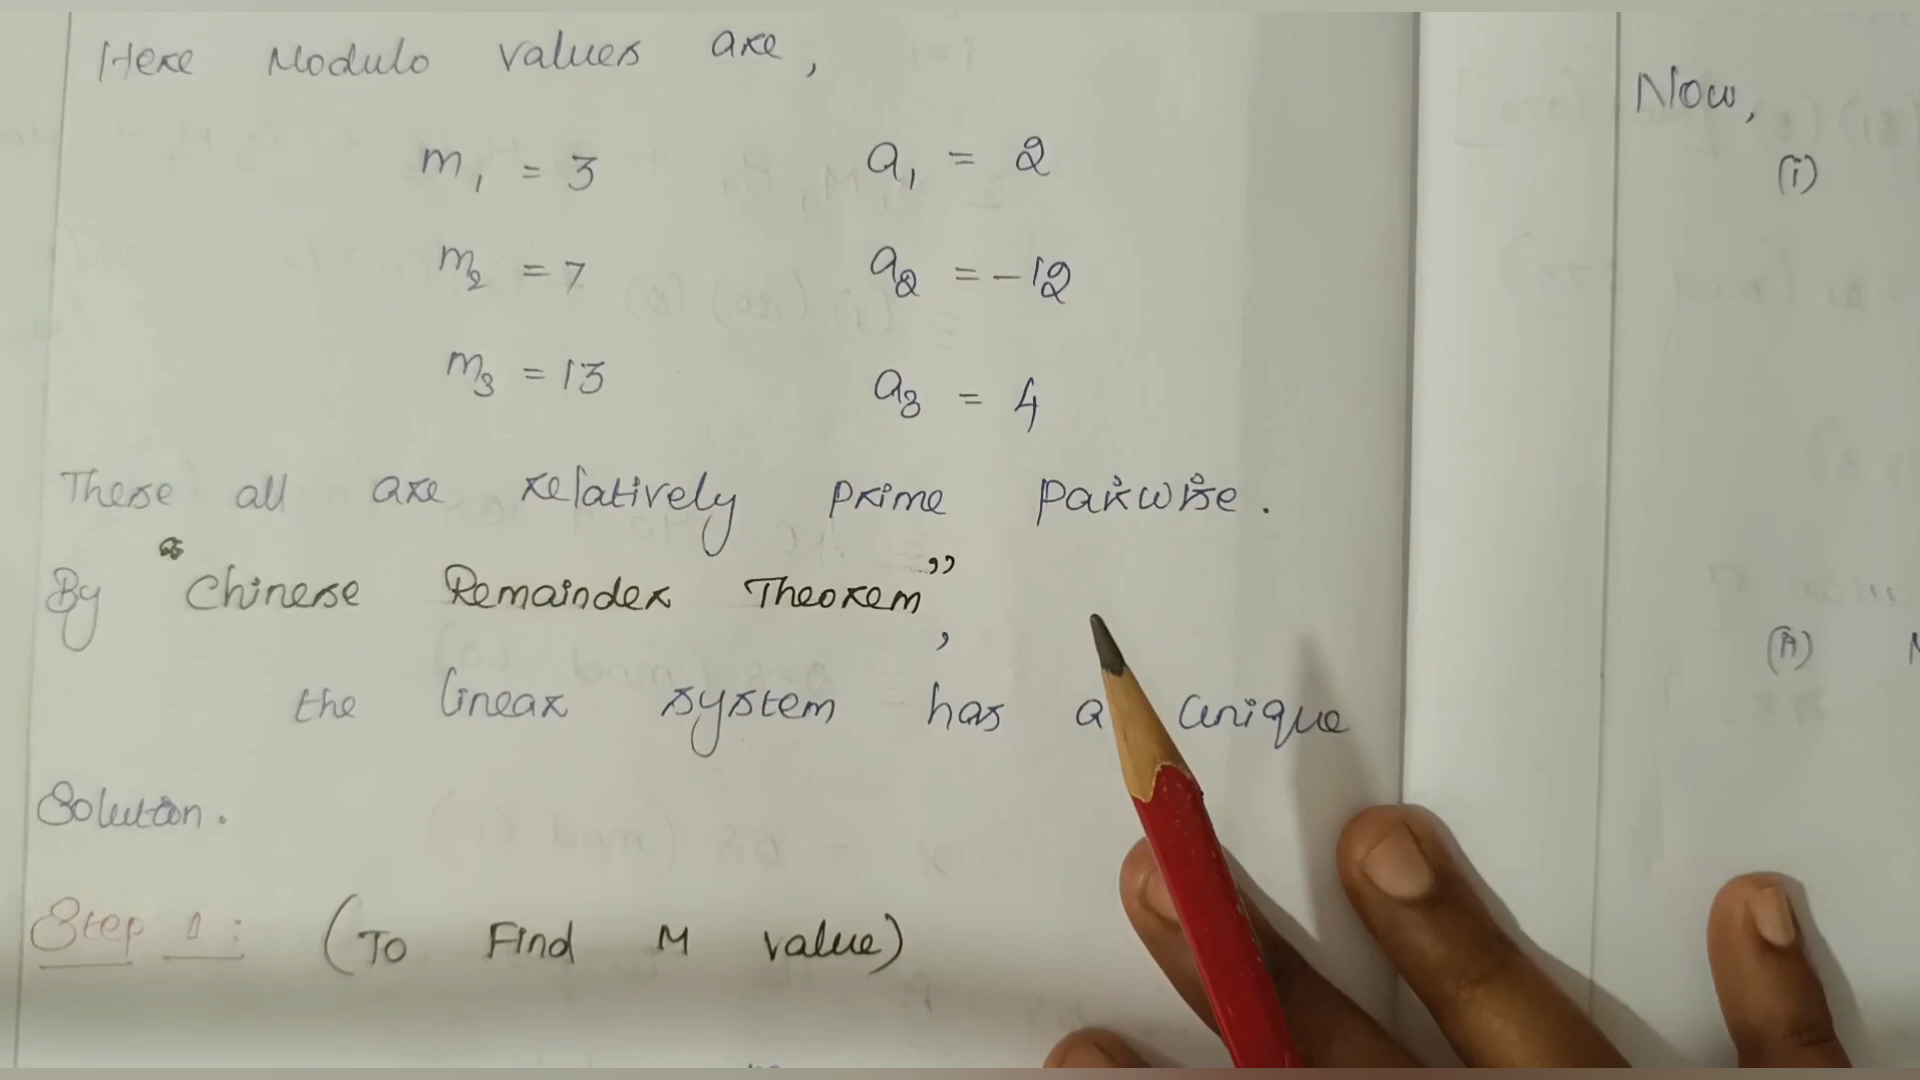 Here Modulo values are,
m1 = 3 a1 = 2
m2 = 7 a2 = -12
m3 = 13 a3 = 4
These all are relatively prime pairwise.
By "Chinese Remainder Theorem",
the linear system has a unique
Solution.
Step 1: (To Find M value)
Now,
(i)